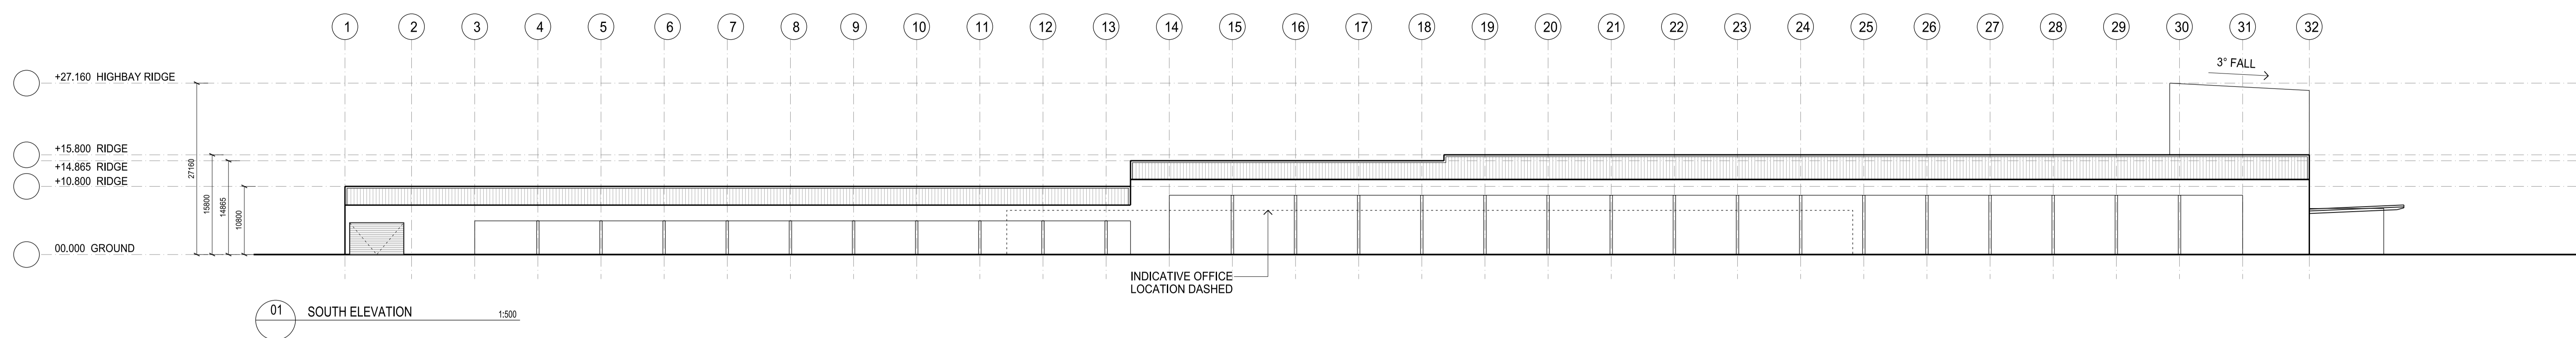 1 2 3 4 5 6 7 8 9 10 11 12 13 14 15 16 17 18 19 20 21 22 23 24 25 26 27 28 29 30 31 32
3° FALL
+27.160 HIGHBAY RIDGE
+15.800 RIDGE
+14.865 RIDGE
+10.800 RIDGE
27160
15800
14865
10800
00.000 GROUND
INDICATIVE OFFICE
LOCATION DASHED
01 SOUTH ELEVATION 1:500